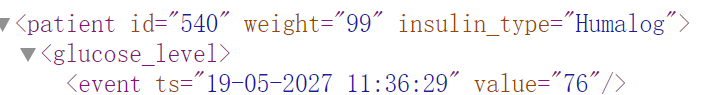 ▼<patient id="540" weight="99" insulin_type="Humalog">
▼<glucose_level>
<event ts="19-05-2027 11:36:29" value="76"/>